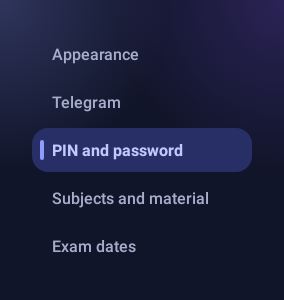 Appearance
Telegram
PIN and password
Subjects and material
Exam dates